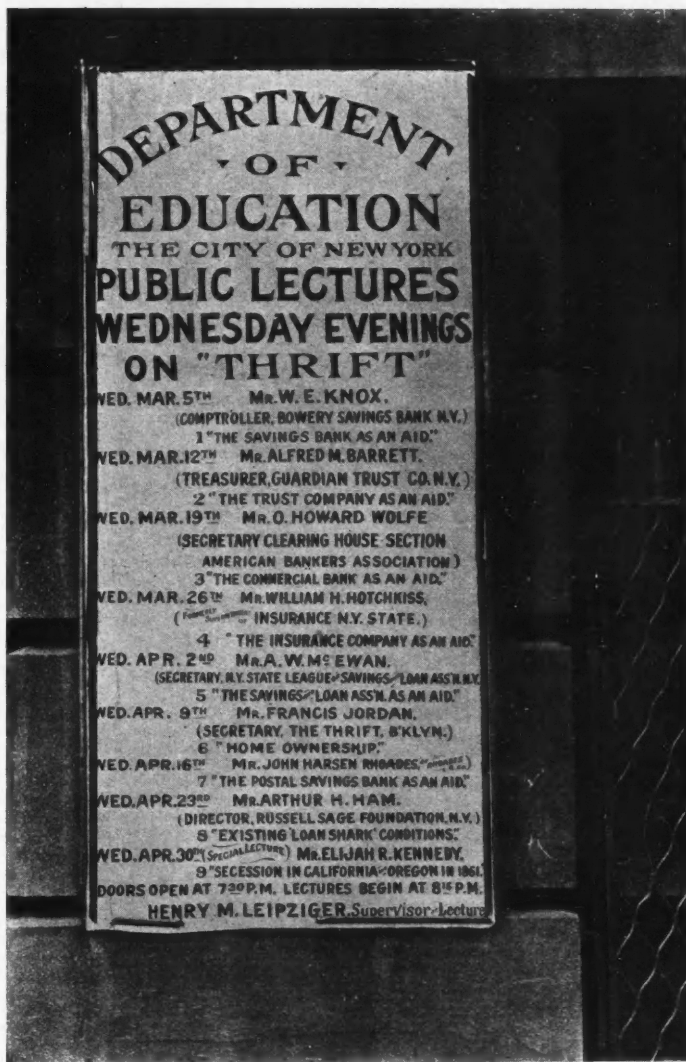 DEPARTMENT
OF
EDUCATION
THE CITY OF NEW YORK
PUBLIC LECTURES
WEDNESDAY EVENINGS
ON "THRIFT"
WED. MAR. 5TH MR. W. E. KNOX.
(COMPTROLLER, BOWERY SAVINGS BANK N.Y.)
1 "THE SAVINGS BANK AS AN AID."
WED. MAR. 12TH MR. ALFRED M. BARRETT.
(TREASURER, GUARDIAN TRUST CO. N.Y.)
2 "THE TRUST COMPANY AS AN AID."
WED. MAR. 19TH MR. O. HOWARD WOLFE
(SECRETARY CLEARING HOUSE SECTION
AMERICAN BANKERS ASSOCIATION)
3 "THE COMMERCIAL BANK AS AN AID."
WED. MAR. 26TH MR. WILLIAM H. HOTCHKISS,
(FORMERLY INSURANCE N.Y. STATE.)
4 "THE INSURANCE COMPANY AS AN AID."
WED. APR. 2ND MR. A. W. McEWAN.
(SECRETARY, N.Y. STATE LEAGUE OF SAVINGS AND LOAN ASS'N. N.Y.
5 "THE SAVINGS AND LOAN ASS'N. AS AN AID."
WED. APR. 9TH MR. FRANCIS JORDAN.
(SECRETARY, THE THRIFT, B'KLYN.)
6 "HOME OWNERSHIP."
WED. APR. 16TH MR. JOHN HARSEN RHOADES,
7 "THE POSTAL SAVINGS BANK AS AN AID."
WED. APR. 23RD MR. ARTHUR H. HAM.
(DIRECTOR, RUSSELL SAGE FOUNDATION, N.Y.)
8 "EXISTING 'LOAN SHARK' CONDITIONS."
WED. APR. 30TH (SPECIAL LECTURE) MR. ELIJAH R. KENNEDY.
9 "SECESSION IN CALIFORNIA AND OREGON IN 1861."
DOORS OPEN AT 7 30 P.M. LECTURES BEGIN AT 8 15 P.M.
HENRY M. LEIPZIGER, Supervisor of Lectures